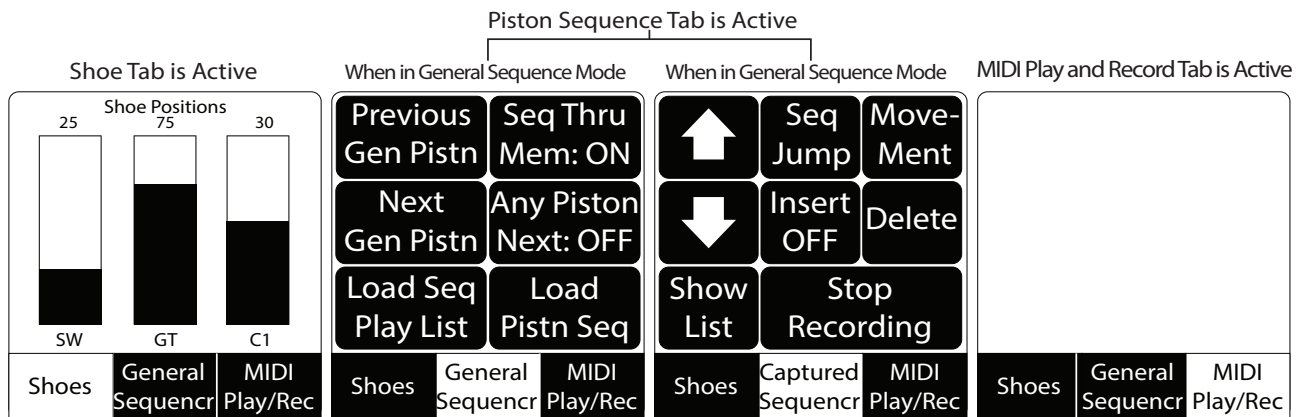 Piston Sequence Tab is Active
Shoe Tab is Active
Shoe Positions
25 75 30
SW GT C1
Shoes
General
Sequencr
MIDI
Play/Rec
When in General Sequence Mode
Previous
Gen Pistn
Seq Thru
Mem: ON
Next
Gen Pistn
Any Piston
Next: OFF
Load Seq
Play List
Load
Pistn Seq
Shoes
General
Sequencr
MIDI
Play/Rec
When in General Sequence Mode
Seq
Jump
Move-
Ment
Insert
OFF
Delete
Show
List
Stop
Recording
Shoes
Captured
Sequencr
MIDI
Play/Rec
MIDI Play and Record Tab is Active
Shoes
General
Sequencr
MIDI
Play/Rec